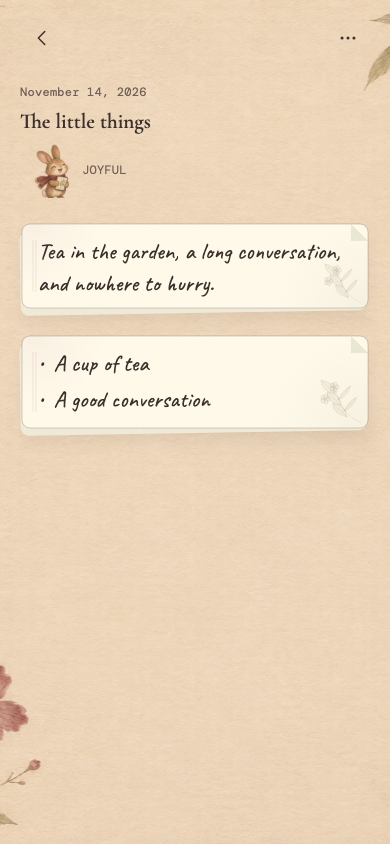 November 14, 2026
The little things
JOYFUL
Tea in the garden, a long conversation,
and nowhere to hurry.
• A cup of tea
• A good conversation